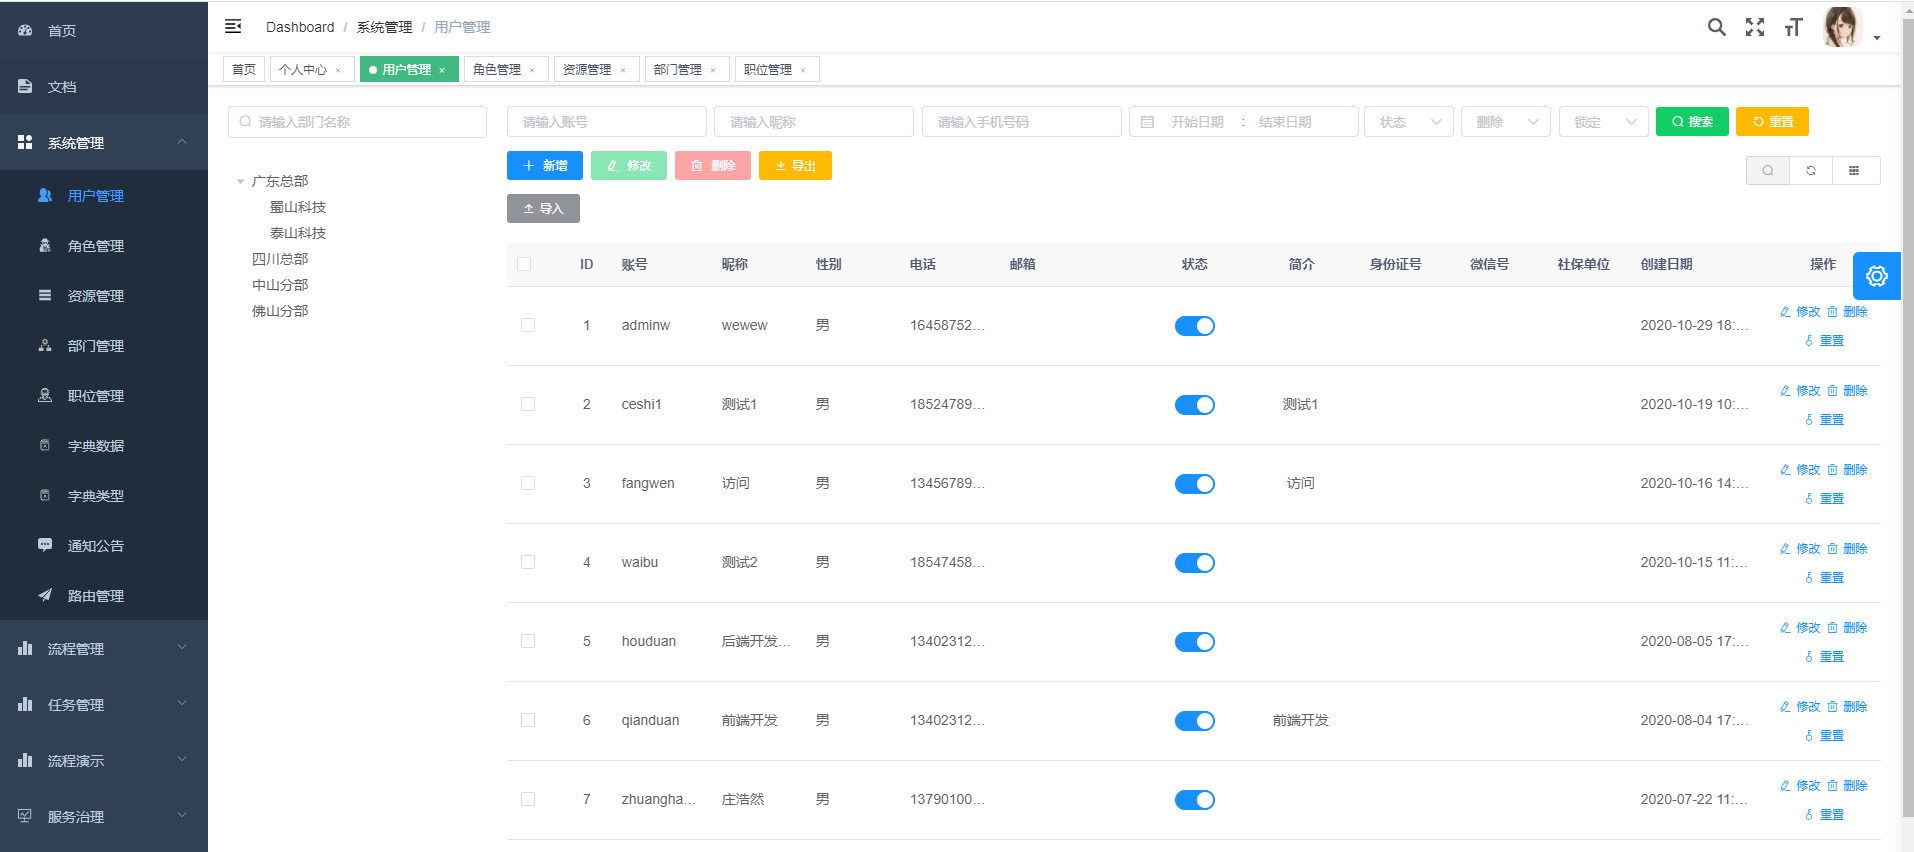 首页
文档
系统管理
用户管理
角色管理
资源管理
部门管理
职位管理
字典数据
字典类型
通知公告
路由管理
流程管理
任务管理
流程演示
服务治理
Dashboard / 系统管理 / 用户管理
首页 个人中心 × 用户管理 × 角色管理 × 资源管理 × 部门管理 × 职位管理 ×
请输入部门名称
广东总部
蜀山科技
泰山科技
四川总部
中山分部
佛山分部
请输入账号 请输入昵称 请输入手机号码 开始日期 : 结束日期 状态 删除 锁定 搜索 重置
新增 修改 删除 导出
导入
ID 账号 昵称 性别 电话 邮箱 状态 简介 身份证号 微信号 社保单位 创建日期 操作
1 adminw wewew 男 16458752... 2020-10-29 18:... 修改 删除
重置
2 ceshi1 测试1 男 18524789... 测试1 2020-10-19 10:... 修改 删除
重置
3 fangwen 访问 男 13456789... 访问 2020-10-16 14:... 修改 删除
重置
4 waibu 测试2 男 18547458... 2020-10-15 11:... 修改 删除
重置
5 houduan 后端开发... 男 13402312... 2020-08-05 17:... 修改 删除
重置
6 qianduan 前端开发 男 13402312... 前端开发 2020-08-04 17:... 修改 删除
重置
7 zhuangha... 庄浩然 男 13790100... 2020-07-22 11:... 修改 删除
重置